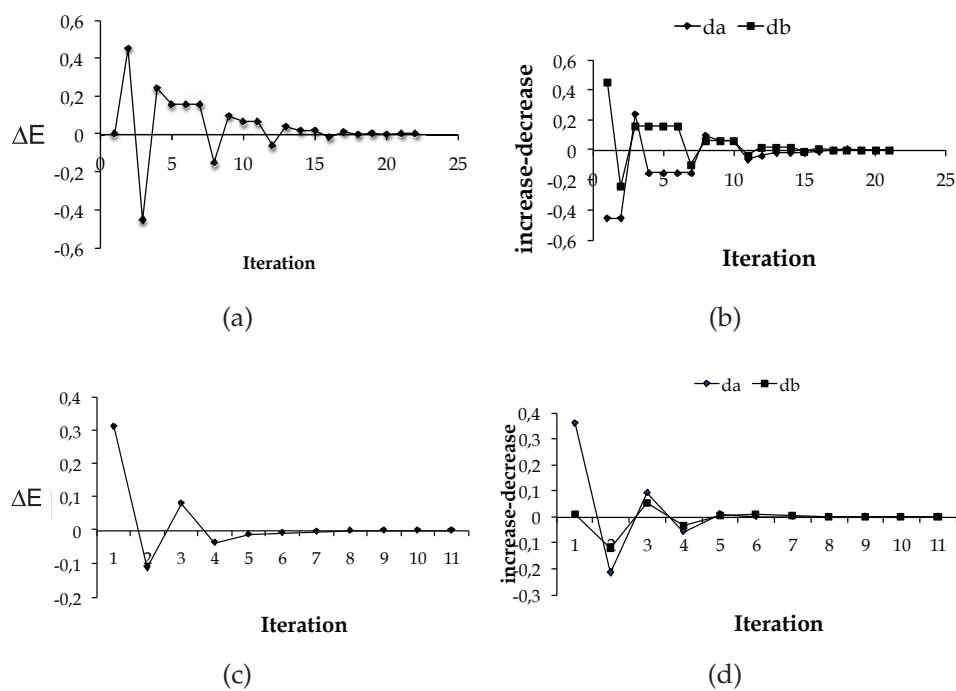 0,6
0,4
0,2
0
-0,2
-0,4
-0,6
ΔE
0 5 10 15 20 25
Iteration
(a)
da db
0,6
0,4
0,2
0
-0,2
-0,4
-0,6
increase-decrease
0 5 10 15 20 25
Iteration
(b)
0,4
0,3
0,2
0,1
0,0
-0,1
-0,2
ΔE
1 2 3 4 5 6 7 8 9 10 11
Iteration
(c)
da db
0,4
0,3
0,2
0,1
0
-0,1
-0,2
-0,3
increase-decrease
1 2 3 4 5 6 7 8 9 10 11
Iteration
(d)